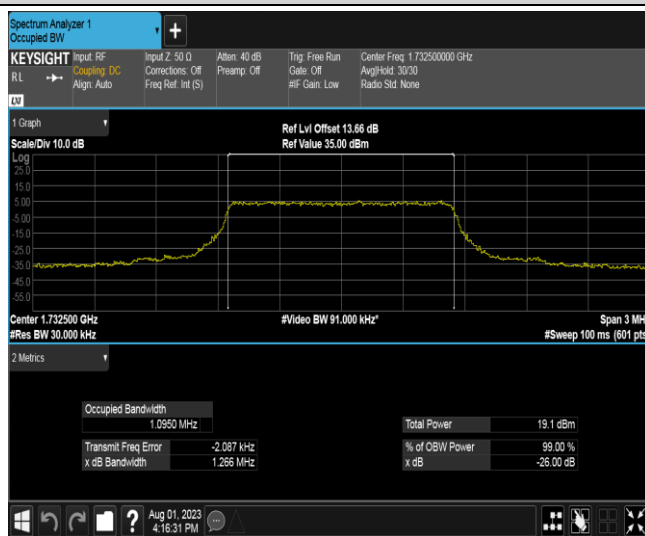 Spectrum Analyzer 1
Occupied BW
+
KEYSIGHT
RL
LXI
Input: RF
Coupling: DC
Align: Auto
Input Z: 50 Ω
Corrections: Off
Freq Ref: Int (S)
Atten: 40 dB
Preamp: Off
Trig: Free Run
Gate: Off
#IF Gain: Low
Center Freq: 1.732500000 GHz
Avg|Hold: 30/30
Radio Std: None
1 Graph
Scale/Div 10.0 dB
Ref Lvl Offset 13.66 dB
Ref Value 35.00 dBm
Log
25.0
15.0
5.00
-5.00
-15.0
-25.0
-35.0
-45.0
-55.0
Center 1.732500 GHz
#Video BW 91.000 kHz*
Span 3 MH
#Res BW 30.000 kHz
#Sweep 100 ms (601 pts
2 Metrics
Occupied Bandwidth
1.0950 MHz
Total Power 19.1 dBm
Transmit Freq Error -2.087 kHz
% of OBW Power 99.00 %
x dB Bandwidth 1.266 MHz
x dB -26.00 dB
?
Aug 01, 2023
4:16:31 PM